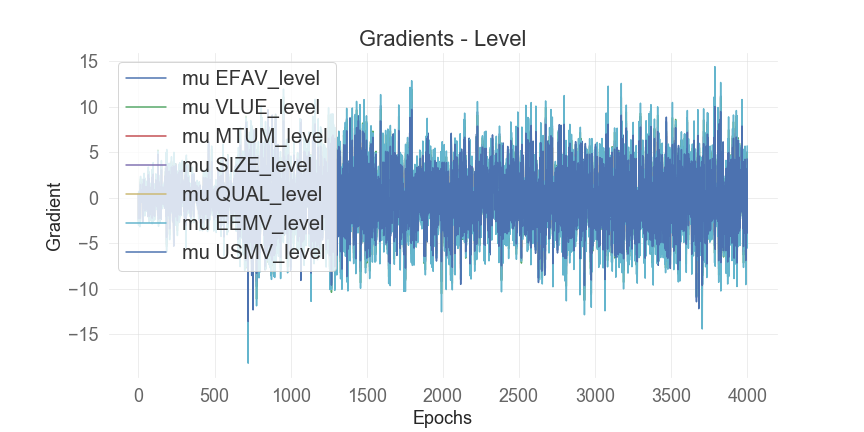 Gradients - Level
15
10
5
0
−5
−10
−15
Gradient
mu EFAV_level
mu VLUE_level
mu MTUM_level
mu SIZE_level
mu QUAL_level
mu EEMV_level
mu USMV_level
0 500 1000 1500 2000 2500 3000 3500 4000
Epochs